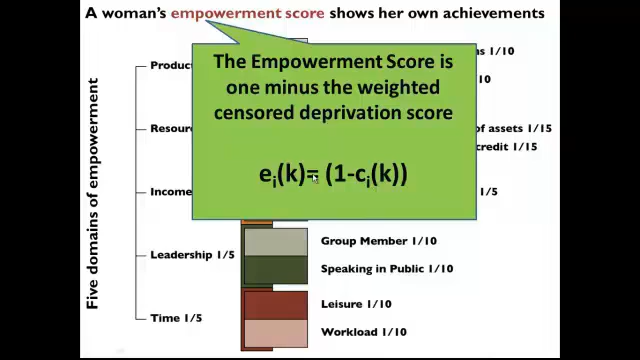 A woman's empowerment score shows her own achievements
The Empowerment Score is
one minus the weighted
censored deprivation score
eᵢ(k)= (1-cᵢ(k))
Five domains of empowerment
Product
1/10
10
Resour
of assets 1/15
credit 1/15
Income
1/5
Leadership 1/5
Group Member 1/10
Speaking in Public 1/10
Time 1/5
Leisure 1/10
Workload 1/10